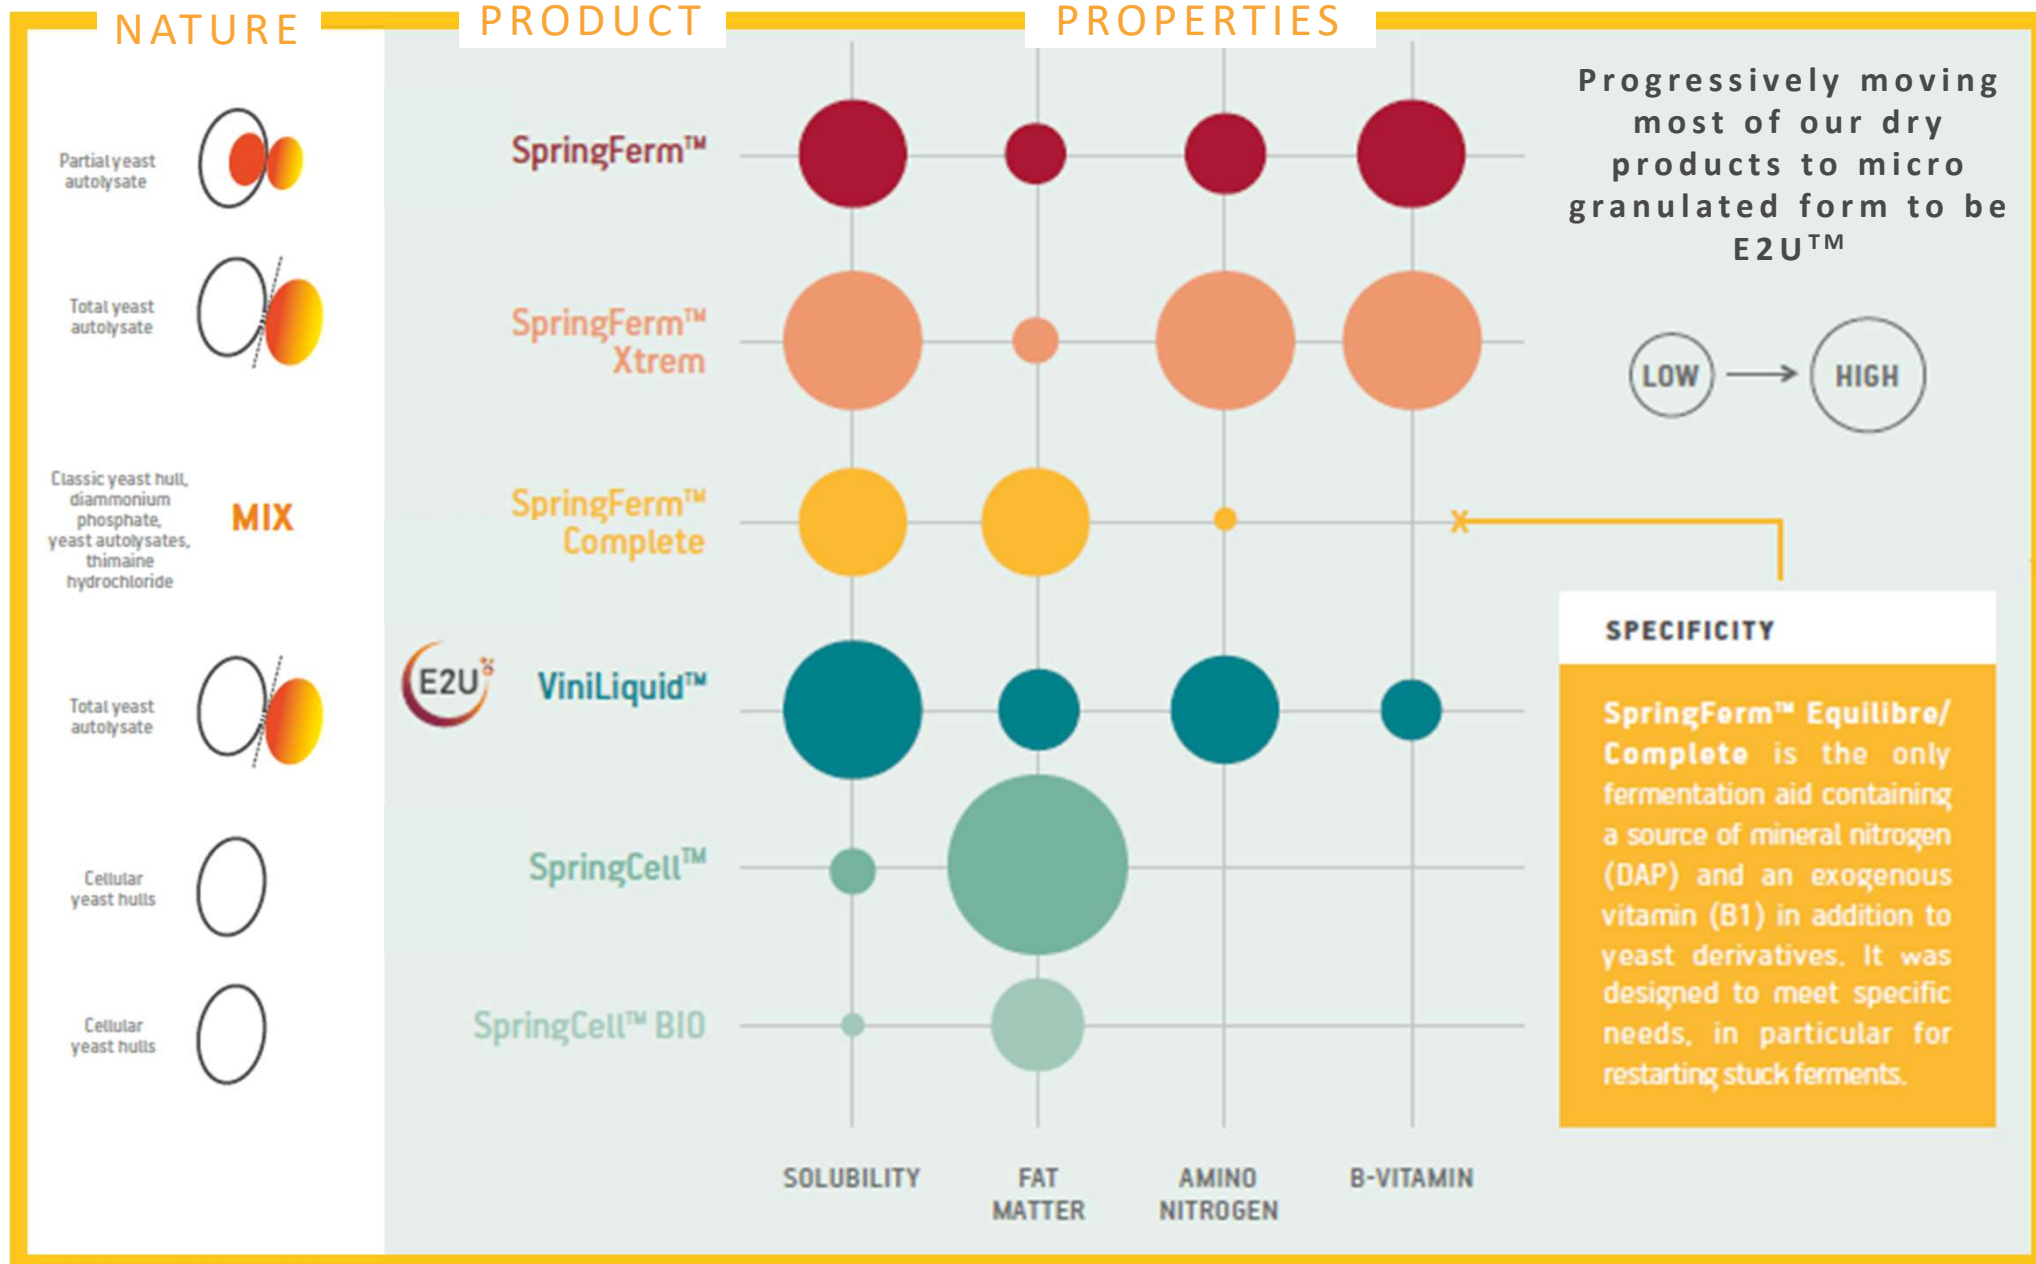 NATURE
PRODUCT
PROPERTIES
Partial yeast
autolysate
SpringFerm™
Progressively moving
most of our dry
products to micro
granulated form to be
E2U™
Total yeast
autolysate
SpringFerm™
Xtrem
LOW
HIGH
Classic yeast hull,
diammonium
phosphate,
yeast autolysates,
thimaine
hydrochloride
MIX
SpringFerm™
Complete
x
Total yeast
autolysate
E2U
ViniLiquid™
SPECIFICITY
SpringFerm™ Equilibre/
Complete is the only
fermentation aid containing
a source of mineral nitrogen
(DAP) and an exogenous
vitamin (B1) in addition to
yeast derivatives. It was
designed to meet specific
needs, in particular for
restarting stuck ferments.
Cellular
yeast hulls
SpringCell™
Cellular
yeast hulls
SpringCell™ BIO
SOLUBILITY
FAT
MATTER
AMINO
NITROGEN
B-VITAMIN